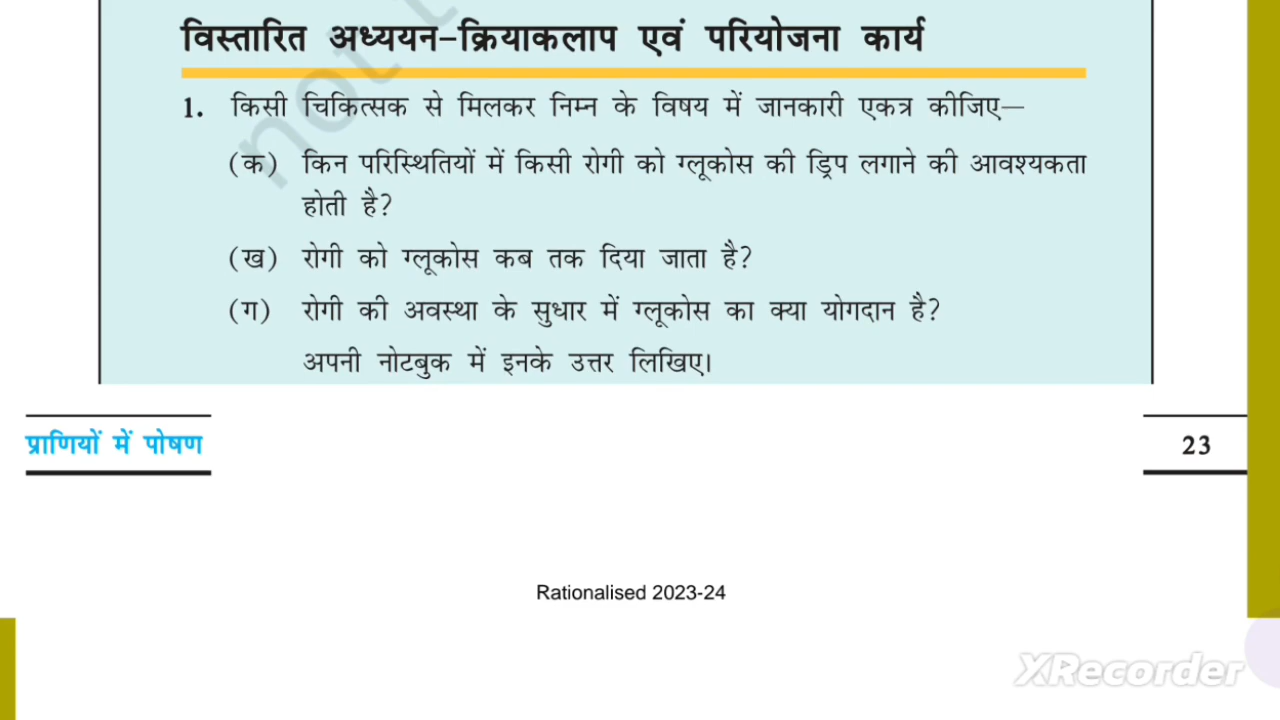 विस्तारित अध्ययन–क्रियाकलाप एवं परियोजना कार्य
1. किसी चिकित्सक से मिलकर निम्न के विषय में जानकारी एकत्र कीजिए—
(क) किन परिस्थितियों में किसी रोगी को ग्लूकोस की ड्रिप लगाने की आवश्यकता
होती है?
(ख) रोगी को ग्लूकोस कब तक दिया जाता है?
(ग) रोगी की अवस्था के सुधार में ग्लूकोस का क्या योगदान है?
अपनी नोटबुक में इनके उत्तर लिखिए।
प्राणियों में पोषण
23
Rationalised 2023-24
XRecorder
not